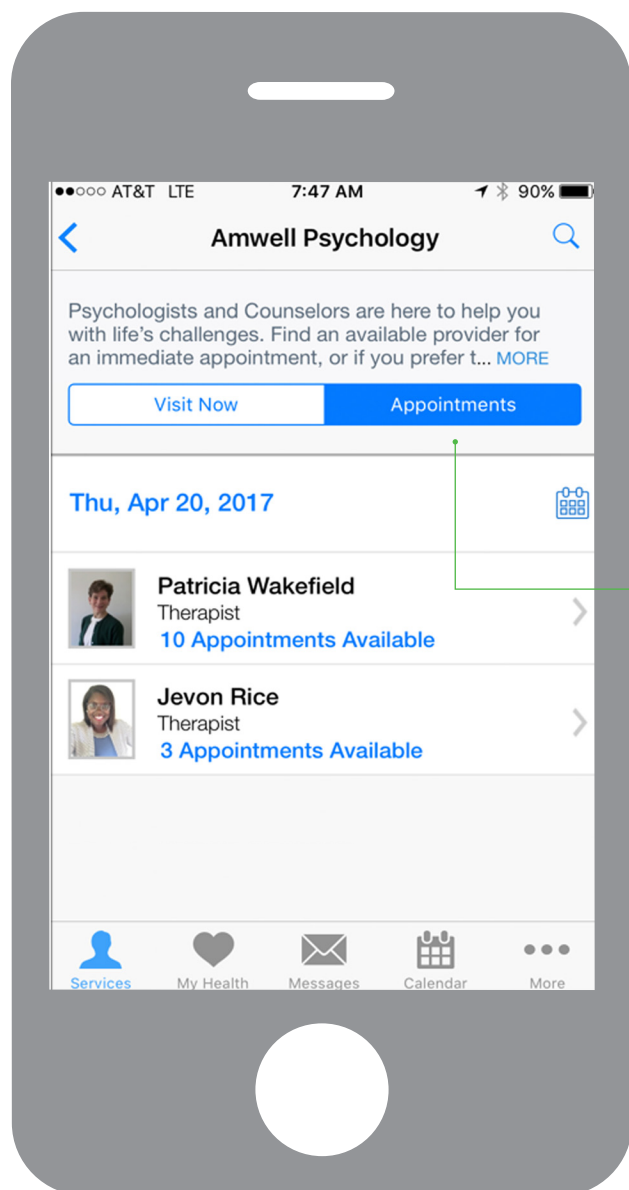 AT&T LTE 7:47 AM 90%
Amwell Psychology
Psychologists and Counselors are here to help you
with life's challenges. Find an available provider for
an immediate appointment, or if you prefer t... MORE
Visit Now Appointments
Thu, Apr 20, 2017
Patricia Wakefield
Therapist
10 Appointments Available
Jevon Rice
Therapist
3 Appointments Available
Services My Health Messages Calendar More